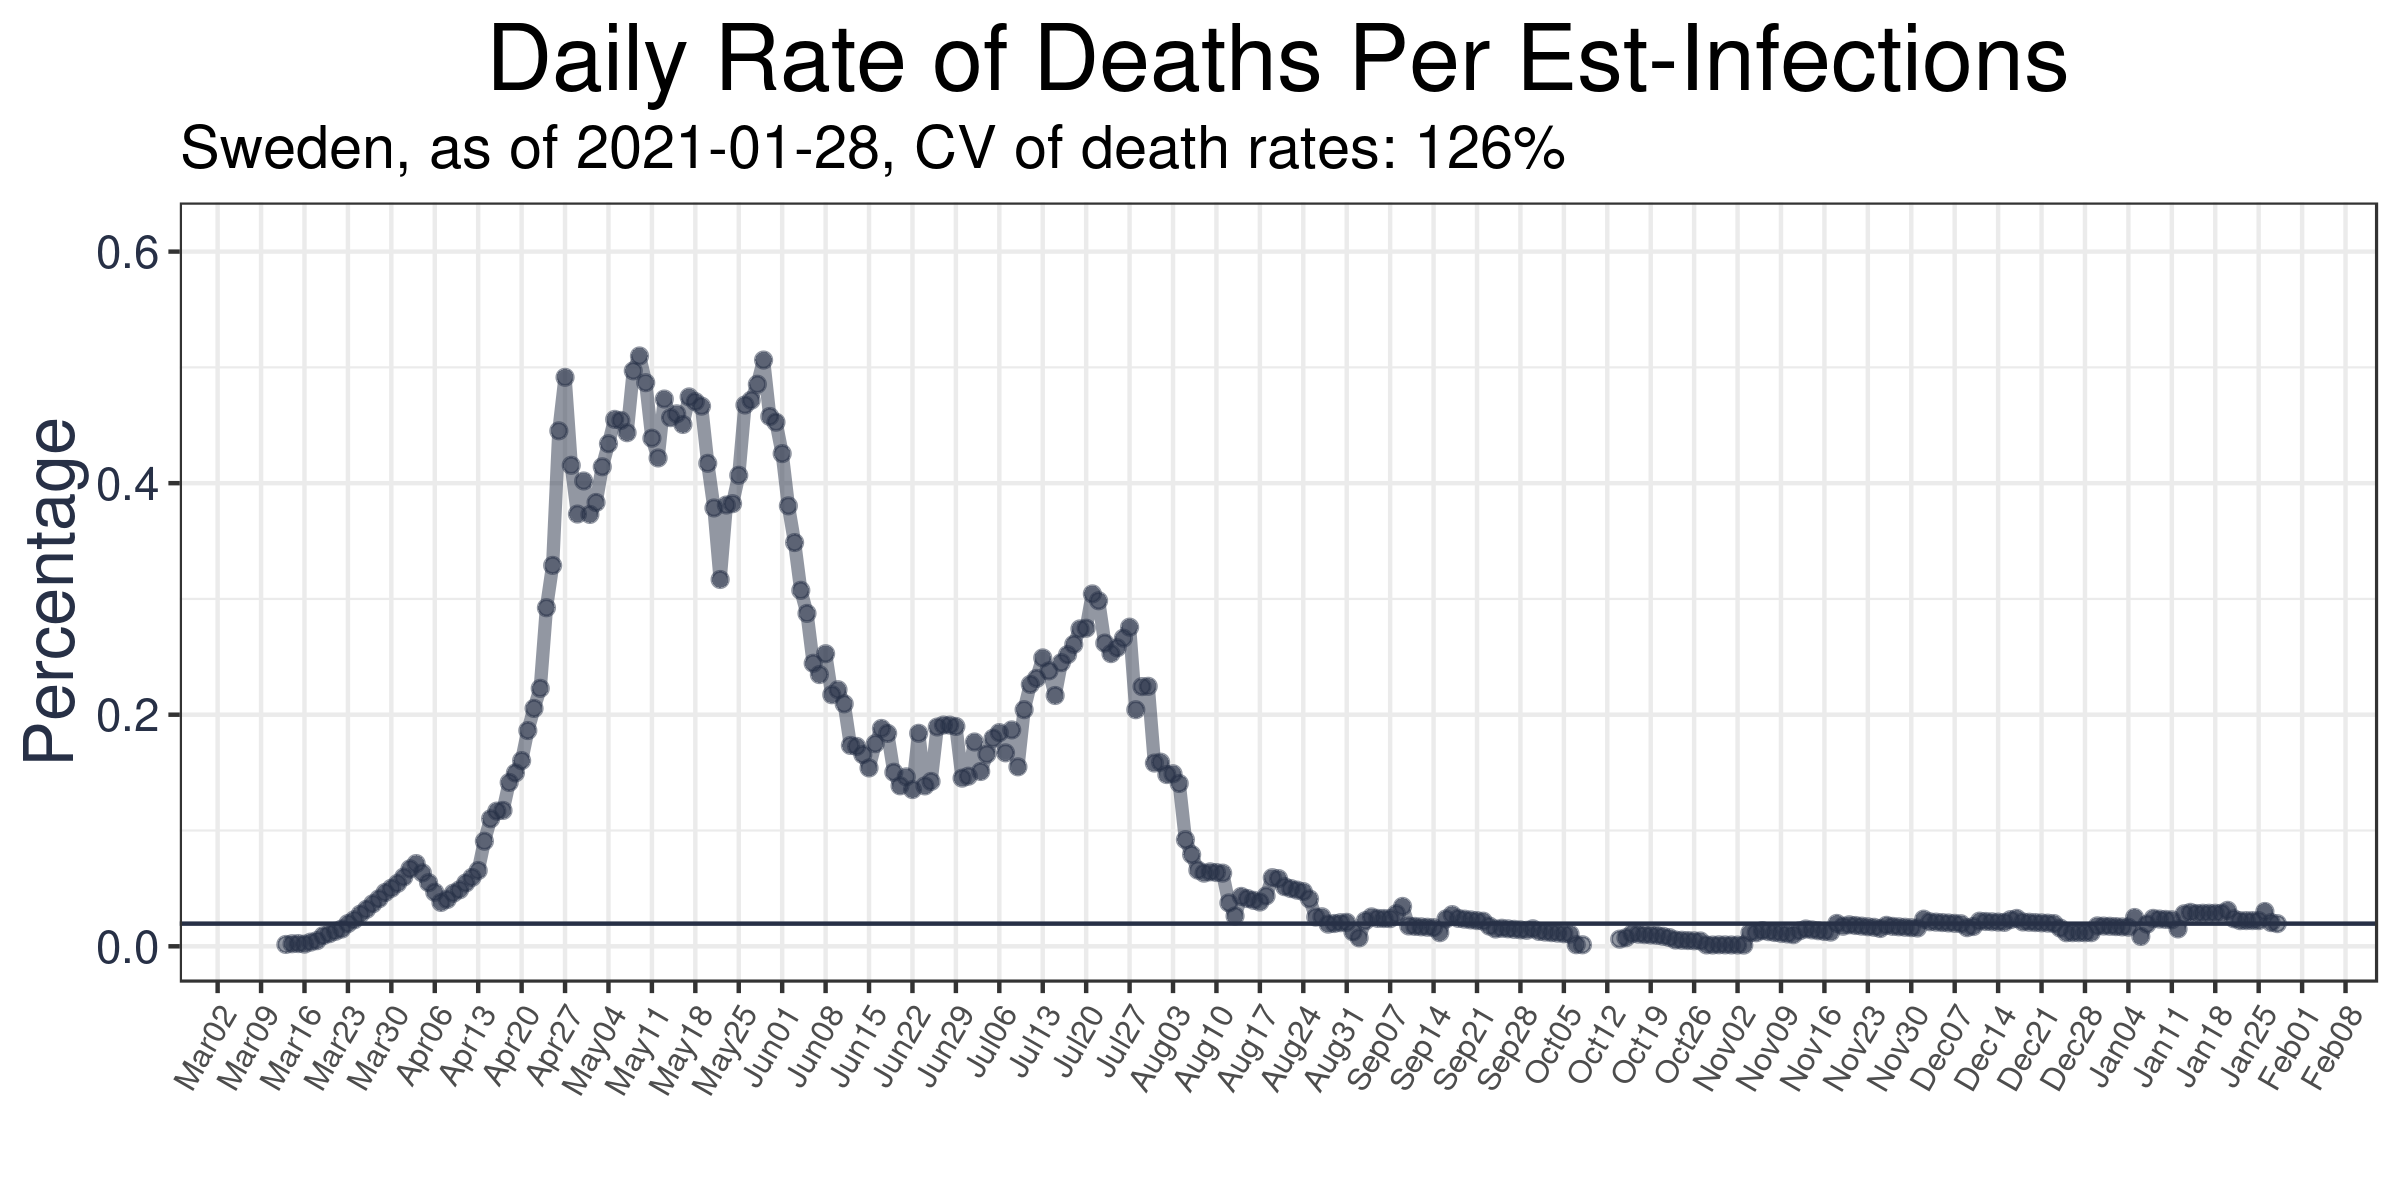 Daily Rate of Deaths Per Est-Infections
Sweden, as of 2021-01-28, CV of death rates: 126%
Percentage
0.6
0.4
0.2
0.0
Mar02 Mar09 Mar16 Mar23 Mar30 Apr06 Apr13 Apr20 Apr27 May04 May11 May18 May25 Jun01 Jun08 Jun15 Jun22 Jun29 Jul06 Jul13 Jul20 Jul27 Aug03 Aug10 Aug17 Aug24 Aug31 Sep07 Sep14 Sep21 Sep28 Oct05 Oct12 Oct19 Oct26 Nov02 Nov09 Nov16 Nov23 Nov30 Dec07 Dec14 Dec21 Dec28 Jan04 Jan11 Jan18 Jan25 Feb01 Feb08